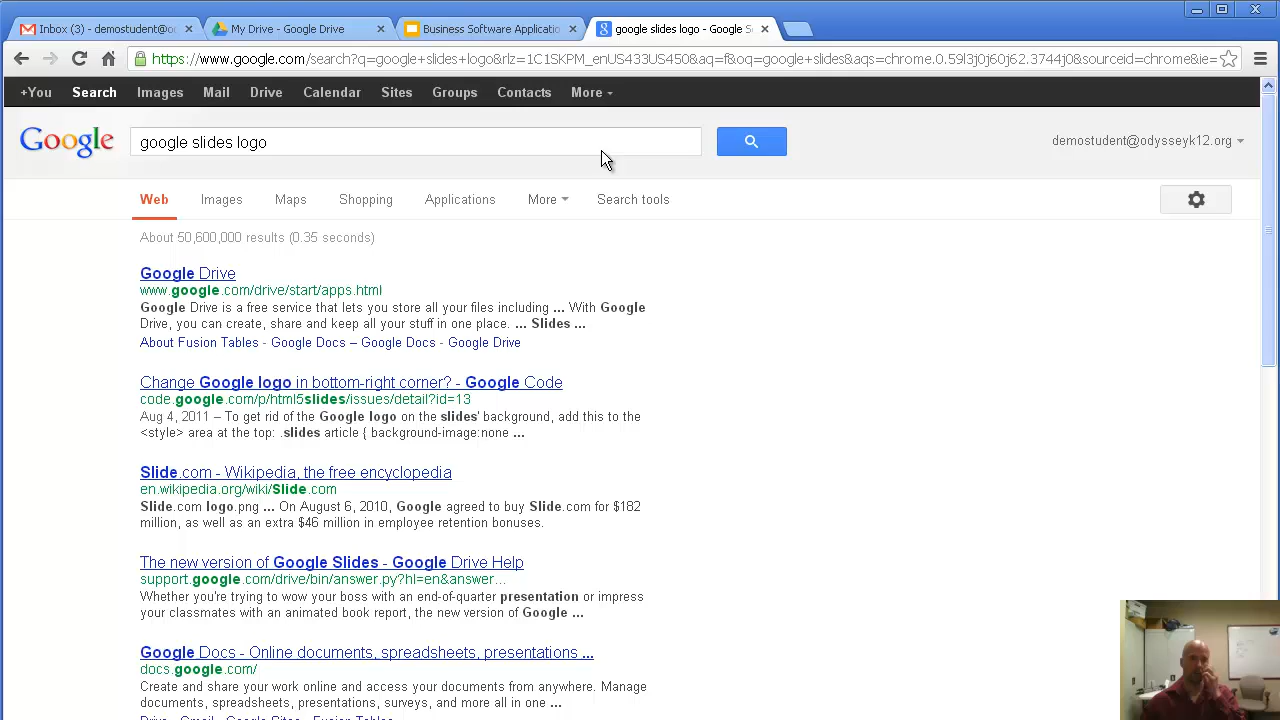 Inbox (3) - demostudent@oc
My Drive - Google Drive
Business Software Application
google slides logo - Google S
https://www.google.com/search?q=google+slides+logo&rlz=1C1SKPM_enUS433US450&aq=f&oq=google+slides&aqs=chrome.0.59l3j0j60j62.3744j0&sourceid=chrome&ie=
+You Search Images Mail Drive Calendar Sites Groups Contacts More
Google google slides logo demostudent@odysseyk12.org
Web Images Maps Shopping Applications More Search tools
About 50,600,000 results (0.35 seconds)
Google Drive
www.google.com/drive/start/apps.html
Google Drive is a free service that lets you store all your files including ... With Google
Drive, you can create, share and keep all your stuff in one place. ... Slides ...
About Fusion Tables - Google Docs – Google Docs - Google Drive
Change Google logo in bottom-right corner? - Google Code
code.google.com/p/html5slides/issues/detail?id=13
Aug 4, 2011 – To get rid of the Google logo on the slides' background, add this to the
<style> area at the top: .slides article { background-image:none ...
Slide.com - Wikipedia, the free encyclopedia
en.wikipedia.org/wiki/Slide.com
Slide.com logo.png ... On August 6, 2010, Google agreed to buy Slide.com for $182
million, as well as an extra $46 million in employee retention bonuses.
The new version of Google Slides - Google Drive Help
support.google.com/drive/bin/answer.py?hl=en&answer...
Whether you're trying to wow your boss with an end-of-quarter presentation or impress
your classmates with an animated book report, the new version of Google ...
Google Docs - Online documents, spreadsheets, presentations ...
docs.google.com/
Create and share your work online and access your documents from anywhere. Manage
documents, spreadsheets, presentations, surveys, and more all in one ...
Drive - Gmail - Google Sites - Fusion Tables